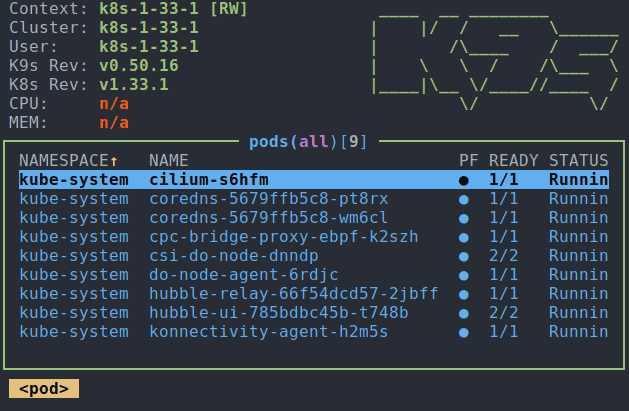 Context: k8s-1-33-1 [RW]
Cluster: k8s-1-33-1
User: k8s-1-33-1
K9s Rev: v0.50.16
K8s Rev: v1.33.1
CPU: n/a
MEM: n/a
pods(all)[9]
NAMESPACE↑ NAME PF READY STATUS
kube-system cilium-s6hfm ● 1/1 Runnin
kube-system coredns-5679ffb5c8-pt8rx ● 1/1 Runnin
kube-system coredns-5679ffb5c8-wm6cl ● 1/1 Runnin
kube-system cpc-bridge-proxy-ebpf-k2szh ● 1/1 Runnin
kube-system csi-do-node-dnndp ● 2/2 Runnin
kube-system do-node-agent-6rdjc ● 1/1 Runnin
kube-system hubble-relay-66f54dcd57-2jbff ● 1/1 Runnin
kube-system hubble-ui-785bdbc45b-t748b ● 2/2 Runnin
kube-system konnectivity-agent-h2m5s ● 1/1 Runnin
<pod>